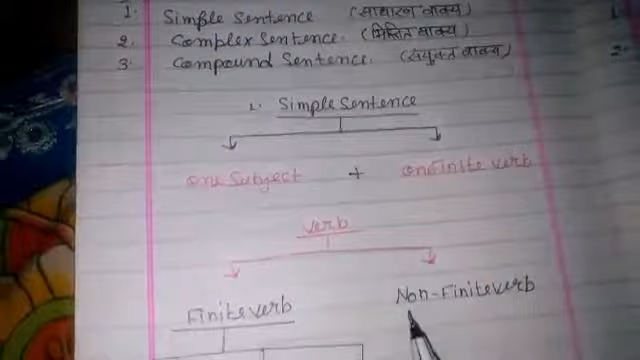 1. Simple Sentence (साधारण वाक्य)
2. Complex Sentence. (मिश्रित वाक्य)
3. Compound Sentence. (संयुक्त वाक्य)
1. Simple Sentence
One Subject + one Finite verb
verb
Finite verb Non-Finite verb